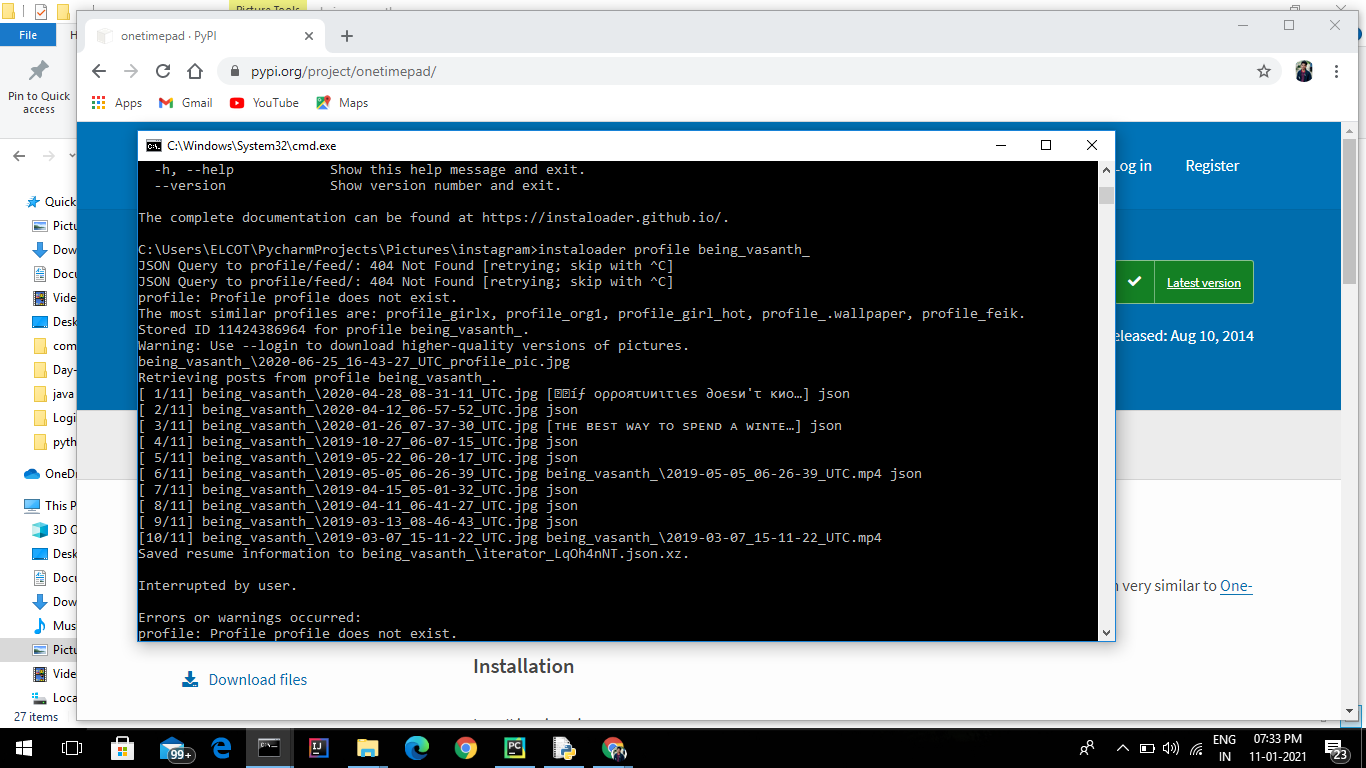 Picture Tools
File
H
onetimepad · PyPI
Pin to Quick
access
pypi.org/project/onetimepad/
Apps Gmail YouTube Maps
Log in Register
C:\Windows\System32\cmd.exe
-h, --help Show this help message and exit.
--version Show version number and exit.
The complete documentation can be found at https://instaloader.github.io/.
C:\Users\ELCOT\PycharmProjects\Pictures\instagram>instaloader profile being_vasanth_
JSON Query to profile/feed/: 404 Not Found [retrying; skip with ^C]
JSON Query to profile/feed/: 404 Not Found [retrying; skip with ^C]
profile: Profile profile does not exist.
The most similar profiles are: profile_girlx, profile_org1, profile_girl_hot, profile_.wallpaper, profile_feik.
Stored ID 11424386964 for profile being_vasanth_.
Warning: Use --login to download higher-quality versions of pictures.
being_vasanth_\2020-06-25_16-43-27_UTC_profile_pic.jpg
Retrieving posts from profile being_vasanth_.
[ 1/11] being_vasanth_\2020-04-28_08-31-11_UTC.jpg [íƒ ορροятυиιτιєѕ ∂οєѕи'τ кио…] json
[ 2/11] being_vasanth_\2020-04-12_06-57-52_UTC.jpg json
[ 3/11] being_vasanth_\2020-01-26_07-37-30_UTC.jpg [ᴛʜᴇ ʙᴇsᴛ ᴡᴀʏ ᴛᴏ sᴘᴇɴᴅ ᴀ ᴡɪɴᴛᴇ…] json
[ 4/11] being_vasanth_\2019-10-27_06-07-15_UTC.jpg json
[ 5/11] being_vasanth_\2019-05-22_06-20-17_UTC.jpg json
[ 6/11] being_vasanth_\2019-05-05_06-26-39_UTC.jpg being_vasanth_\2019-05-05_06-26-39_UTC.mp4 json
[ 7/11] being_vasanth_\2019-04-15_05-01-32_UTC.jpg json
[ 8/11] being_vasanth_\2019-04-11_06-41-27_UTC.jpg json
[ 9/11] being_vasanth_\2019-03-13_08-46-43_UTC.jpg json
[10/11] being_vasanth_\2019-03-07_15-11-22_UTC.jpg being_vasanth_\2019-03-07_15-11-22_UTC.mp4
Saved resume information to being_vasanth_\iterator_LqOh4nNT.json.xz.
Interrupted by user.
Errors or warnings occurred:
profile: Profile profile does not exist.
Latest version
eleased: Aug 10, 2014
n very similar to One-
Quick
Pictu
Dow
Docu
Vide
Desk
com
Day-
java
Logi
pyth
OneD
This P
3D O
Desk
Docu
Dow
Mus
Pictu
Vide
Loca
27 items
Download files
Installation
99+
ENG
IN
07:33 PM
11-01-2021
23